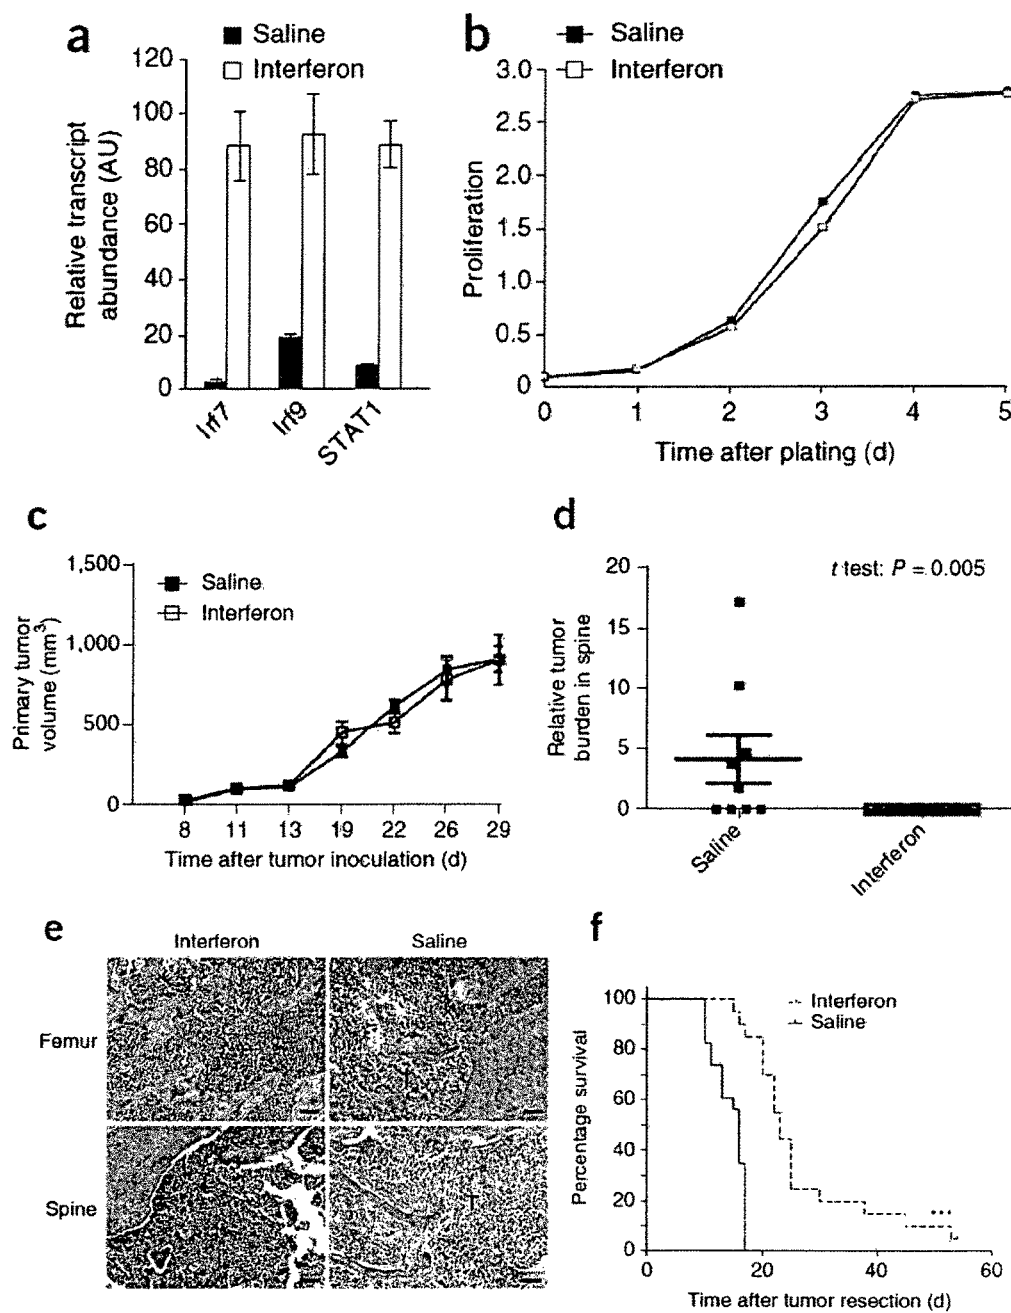 a
Saline
Interferon
Relative transcript
abundance (AU)
120
100
80
60
40
20
0
Irf7
Irf9
STAT1
b
Saline
Interferon
Proliferation
3.0
2.5
2.0
1.5
1.0
0.5
0
0 1 2 3 4 5
Time after plating (d)
c
Saline
Interferon
Primary tumor
volume (mm3)
1,500
1,000
500
0
8 11 13 19 22 26 29
Time after tumor inoculation (d)
d
t test: P = 0.005
Relative tumor
burden in spine
20
15
10
5
0
Saline
Interferon
e
Interferon Saline
Femur
T
Spine
T
f
Interferon
Saline
Percentage survival
100
80
60
40
20
0
***
0 20 40 60
Time after tumor resection (d)